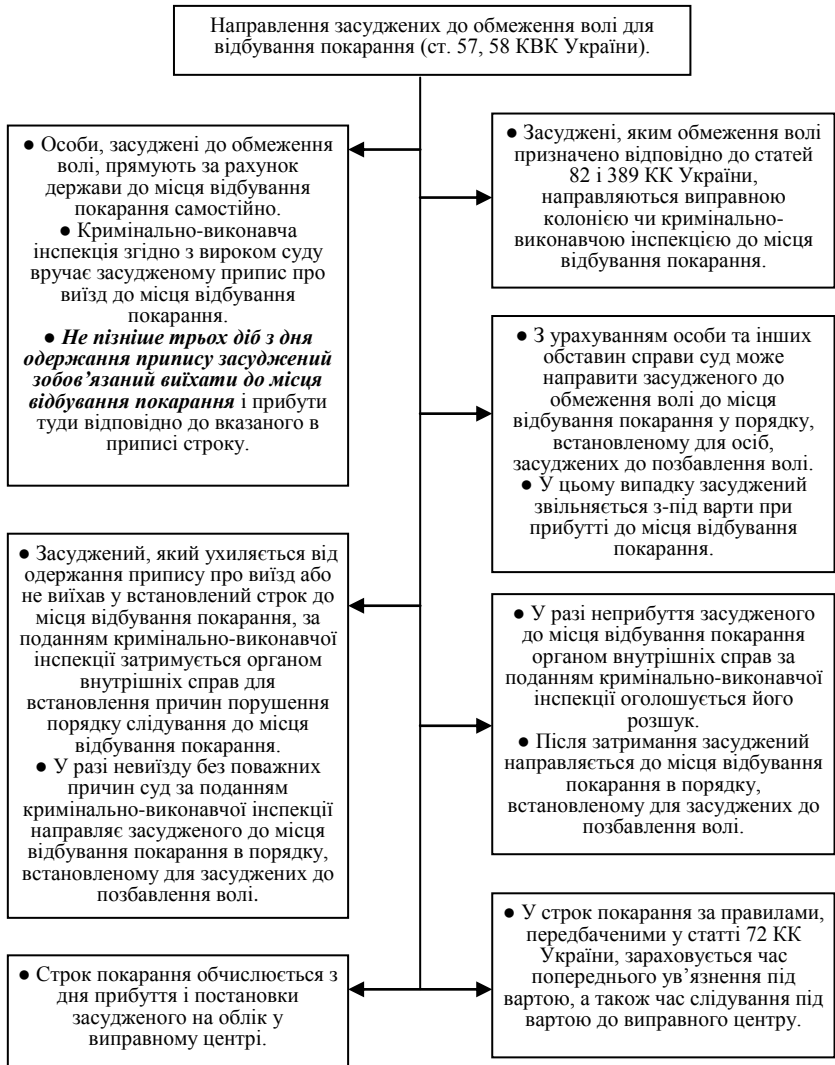 Направлення засуджених до обмеження волі для
відбування покарання (ст. 57, 58 КВК України).
● Особи, засуджені до обмеження
волі, прямують за рахунок
держави до місця відбування
покарання самостійно.
● Кримінально-виконавча
інспекція згідно з вироком суду
вручає засудженому припис про
виїзд до місця відбування
покарання.
● Не пізніше трьох діб з дня
одержання припису засуджений
зобов’язаний виїхати до місця
відбування покарання і прибути
туди відповідно до вказаного в
приписі строку.
● Засуджені, яким обмеження волі
призначено відповідно до статей
82 і 389 КК України,
направляються виправною
колонією чи кримінально-
виконавчою інспекцією до місця
відбування покарання.
● З урахуванням особи та інших
обставин справи суд може
направити засудженого до
обмеження волі до місця
відбування покарання у порядку,
встановленому для осіб,
засуджених до позбавлення волі.
● У цьому випадку засуджений
звільняється з-під варти при
прибутті до місця відбування
покарання.
● Засуджений, який ухиляється від
одержання припису про виїзд або
не виїхав у встановлений строк до
місця відбування покарання, за
поданням кримінально-виконавчої
інспекції затримується органом
внутрішніх справ для
встановлення причин порушення
порядку слідування до місця
відбування покарання.
● У разі невиїзду без поважних
причин суд за поданням
кримінально-виконавчої інспекції
направляє засудженого до місця
відбування покарання в порядку,
встановленому для засуджених до
позбавлення волі.
● У разі неприбуття засудженого
до місця відбування покарання
органом внутрішніх справ за
поданням кримінально-виконавчої
інспекції оголошується його
розшук.
● Після затримання засуджений
направляється до місця відбування
покарання в порядку,
встановленому для засуджених до
позбавлення волі.
● Строк покарання обчислюється з
дня прибуття і постановки
засудженого на облік у
виправному центрі.
● У строк покарання за правилами,
передбаченими у статті 72 КК
України, зараховується час
попереднього ув’язнення під
вартою, а також час слідування під
вартою до виправного центру.